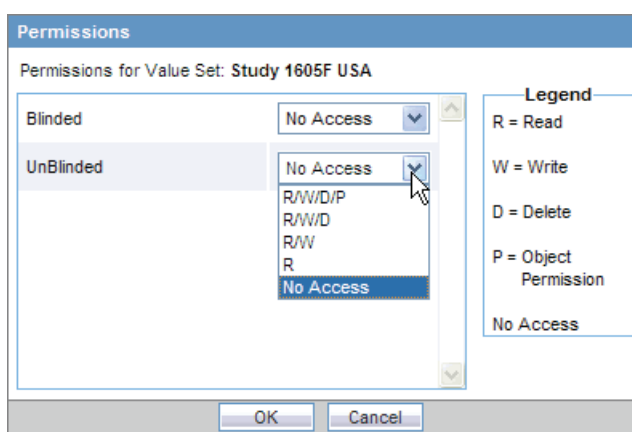 Permissions
Permissions for Value Set: Study 1605F USA
Blinded
No Access
UnBlinded
No Access
R/W/D/P
R/W/D
R/W
R
No Access
Legend
R = Read
W = Write
D = Delete
P = Object
Permission
No Access
OK
Cancel